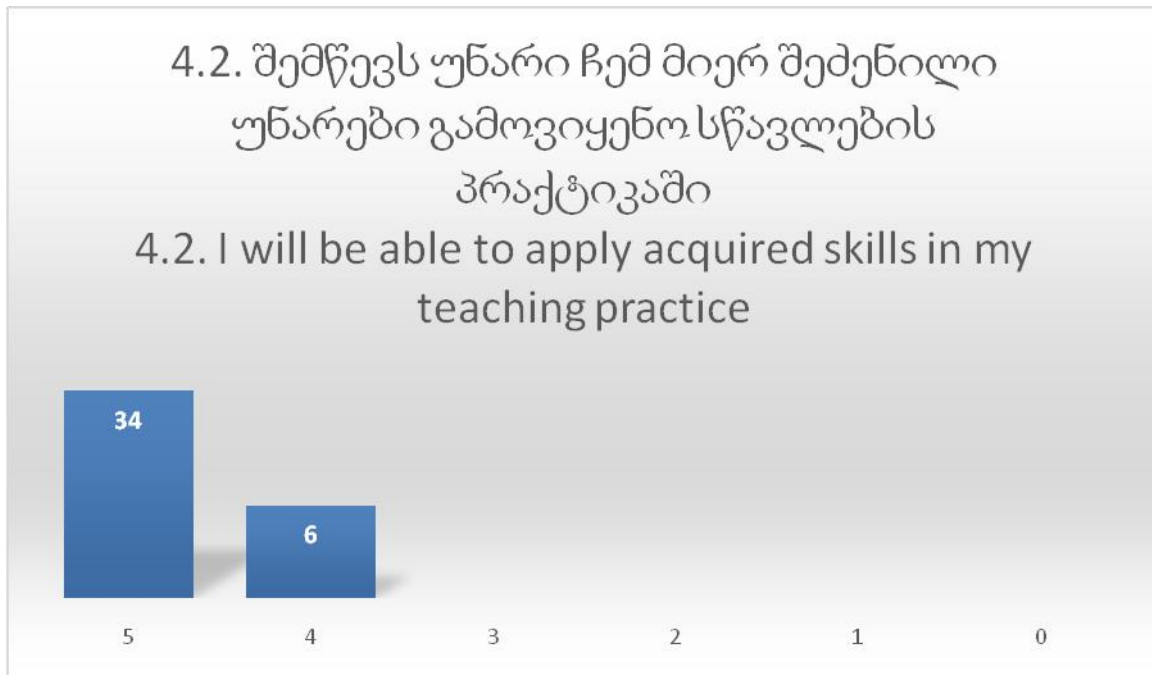 4.2. შემწევს უნარი ჩემ მიერ შეძენილი
უნარები გამოვიყენო სწავლების
პრაქტიკაში
4.2. I will be able to apply acquired skills in my
teaching practice
34
6
5 4 3 2 1 0